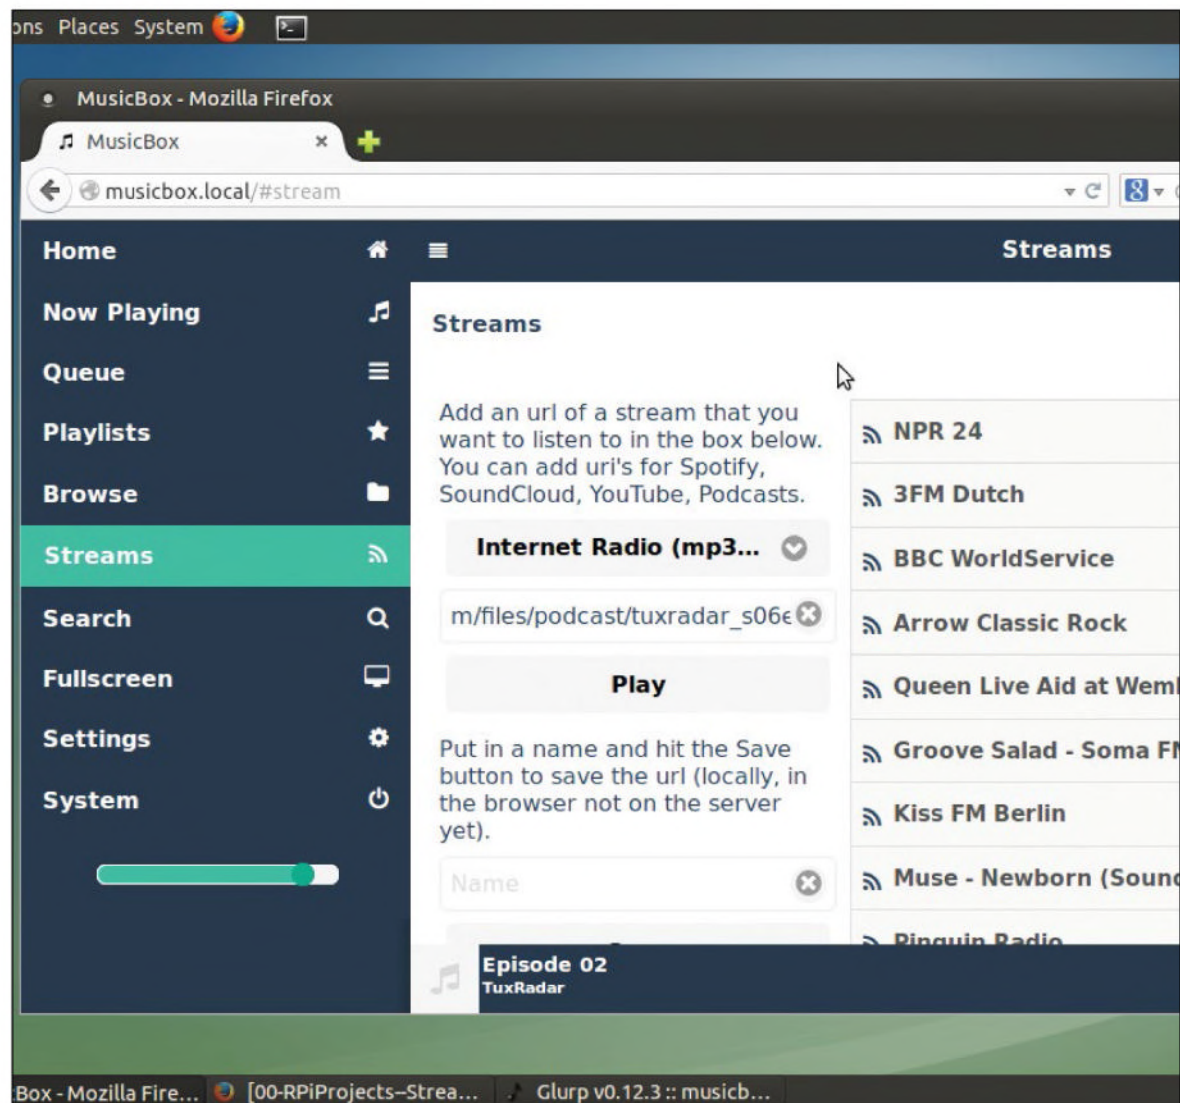 ons Places System
MusicBox - Mozilla Firefox
MusicBox
musicbox.local/#stream
8
Home
Now Playing
Queue
Playlists
Browse
Streams
Search
Fullscreen
Settings
System
Streams
Streams
Add an url of a stream that you
want to listen to in the box below.
You can add uri's for Spotify,
SoundCloud, YouTube, Podcasts.
Internet Radio (mp3...
m/files/podcast/tuxradar_s06e
Play
Put in a name and hit the Save
button to save the url (locally, in
the browser not on the server
yet).
Name
NPR 24
3FM Dutch
BBC WorldService
Arrow Classic Rock
Queen Live Aid at Weml
Groove Salad - Soma FM
Kiss FM Berlin
Muse - Newborn (Sound
Pinguin Radio
Episode 02
TuxRadar
:Box - Mozilla Fire...
[00-RPiProjects--Strea...
Glurp v0.12.3 :: musicb...